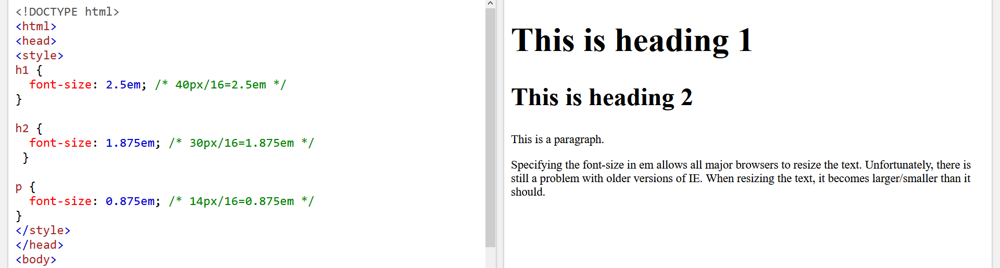 <!DOCTYPE html>
<html>
<head>
<style>
h1 {
  font-size: 2.5em; /* 40px/16=2.5em */
}

h2 {
  font-size: 1.875em; /* 30px/16=1.875em */
 }

p {
  font-size: 0.875em; /* 14px/16=0.875em */
}
</style>
</head>
<body>
This is heading 1
This is heading 2
This is a paragraph.
Specifying the font-size in em allows all major browsers to resize the text. Unfortunately, there is
still a problem with older versions of IE. When resizing the text, it becomes larger/smaller than it
should.